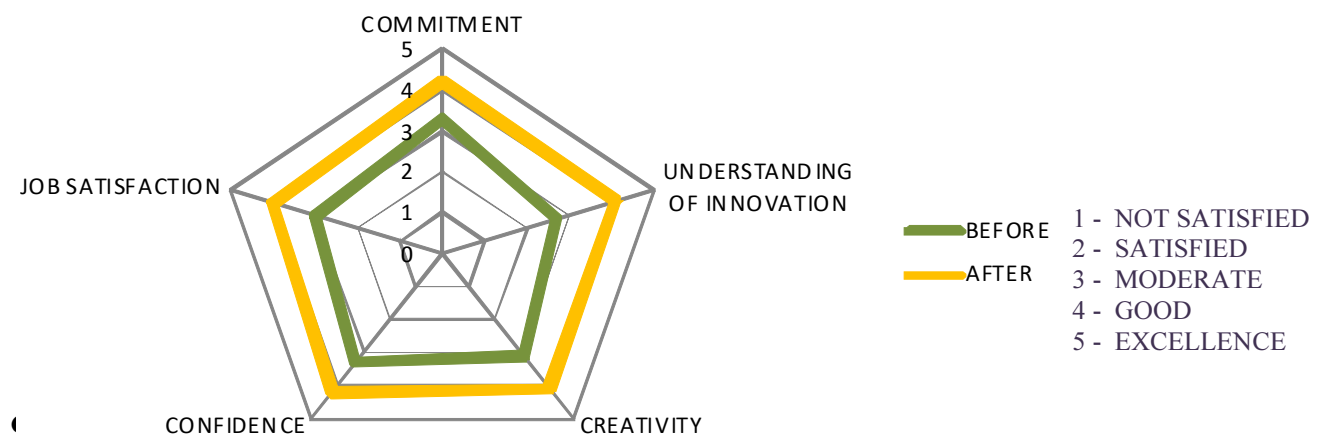 COMMITMENT
5
4
3
2
1
0
JOB SATISFACTION
UNDERSTANDING
OF INNOVATION
CONFIDENCE
CREATIVITY
BEFORE
AFTER
1 - NOT SATISFIED
2 - SATISFIED
3 - MODERATE
4 - GOOD
5 - EXCELLENCE